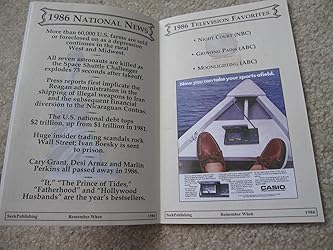 1986 NATIONAL NEWS
More than 60,000 U.S. farms are sold
or foreclosed on as a depression
continues in the rural
West and Midwest.
All seven astronauts are killed as
the Space Shuttle Challenger
explodes 73 seconds after takeoff.
Press reports first implicate the
Reagan administration in the
shipping of illegal weapons to Iran
and the subsequent financial
diversion to the Nicaraguan Contras.
The U.S. national debt tops
$2 trillion, up from $1 trillion in 1981.
Huge insider trading scandals rock
Wall Street; Ivan Boesky is sent
to prison.
Cary Grant, Desi Arnaz and Marlin
Perkins all passed away in 1986.
"It," "The Prince of Tides,"
"Fatherhood" and "Hollywood
Husbands" are the year's bestsellers.
SeekPublishing Remember When 1986
1986 TELEVISION FAVORITES
• NIGHT COURT (NBC)
• GROWING PAINS (ABC)
• MOONLIGHTING (ABC)
Now you can take your sports afield.
CASIO
SeekPublishing Remember When 1986